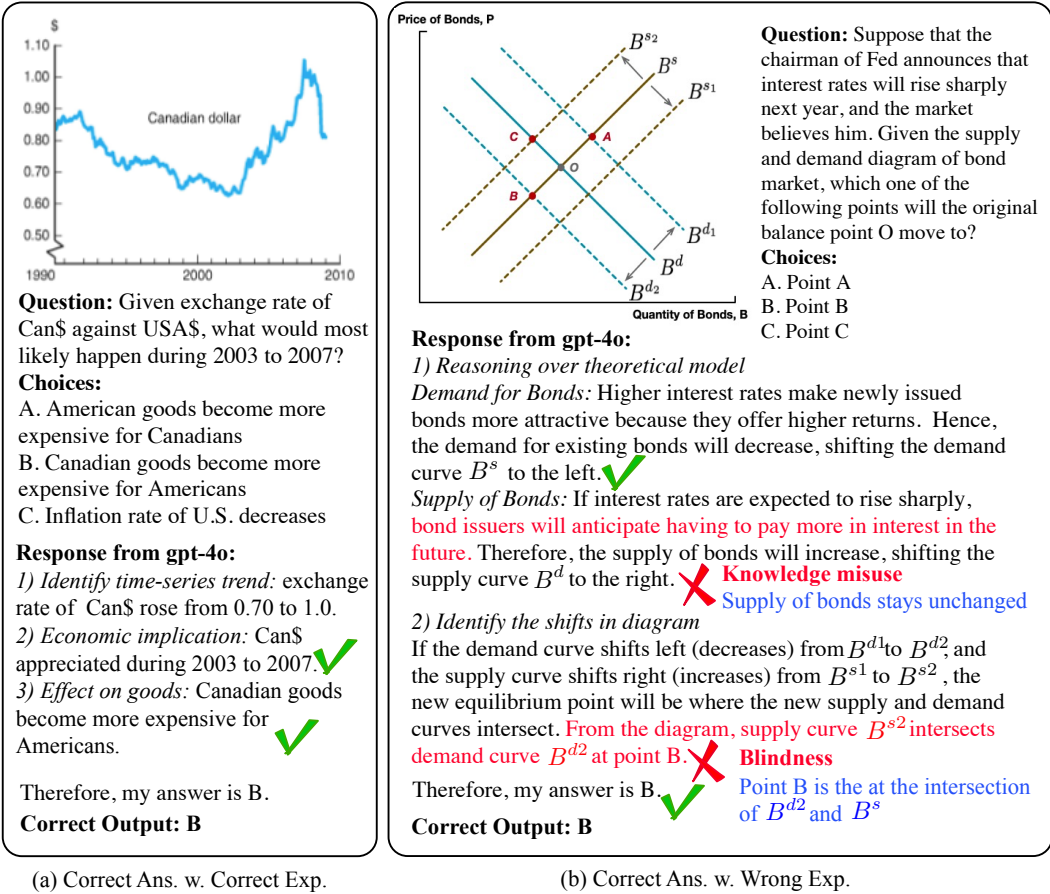 $
1.10
1.00
0.90
0.80
0.70
0.60
0.50
Canadian dollar
1990
2000
2010
Question: Given exchange rate of
Can$ against USA$, what would most
likely happen during 2003 to 2007?
Choices:
A. American goods become more
expensive for Canadians
B. Canadian goods become more
expensive for Americans
C. Inflation rate of U.S. decreases
Response from gpt-4o:
1) Identify time-series trend: exchange
rate of Can$ rose from 0.70 to 1.0.
2) Economic implication: Can$
appreciated during 2003 to 2007.
3) Effect on goods: Canadian goods
become more expensive for
Americans.
Therefore, my answer is B.
Correct Output: B
(a) Correct Ans. w. Correct Exp.
Price of Bonds, P
B^{s_2}
B^s
B^{s_1}
C
A
O
B
B^{d_1}
B^d
B^{d_2}
Quantity of Bonds, B
Question: Suppose that the
chairman of Fed announces that
interest rates will rise sharply
next year, and the market
believes him. Given the supply
and demand diagram of bond
market, which one of the
following points will the original
balance point O move to?
Choices:
A. Point A
B. Point B
C. Point C
Response from gpt-4o:
1) Reasoning over theoretical model
Demand for Bonds: Higher interest rates make newly issued
bonds more attractive because they offer higher returns. Hence,
the demand for existing bonds will decrease, shifting the demand
curve B^s to the left.
Supply of Bonds: If interest rates are expected to rise sharply,
bond issuers will anticipate having to pay more in interest in the
future. Therefore, the supply of bonds will increase, shifting the
supply curve B^d to the right.
Knowledge misuse
Supply of bonds stays unchanged
2) Identify the shifts in diagram
If the demand curve shifts left (decreases) from B^{d1} to B^{d2}, and
the supply curve shifts right (increases) from B^{s1} to B^{s2}, the
new equilibrium point will be where the new supply and demand
curves intersect. From the diagram, supply curve B^{s2} intersects
demand curve B^{d2} at point B.
Blindness
Point B is the at the intersection
of B^{d2} and B^s
Therefore, my answer is B.
Correct Output: B
(b) Correct Ans. w. Wrong Exp.